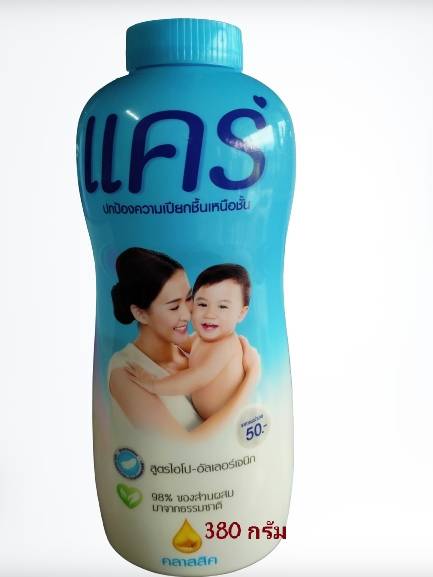 แคร์
ปกป้องความเปียกชื้นเหนือชั้น
50.-
สูตรไฮโป-อัลเลอร์เจนิก
98% ของส่วนผสม
มาจากธรรมชาติ
380 กรัม
คลาสสิค